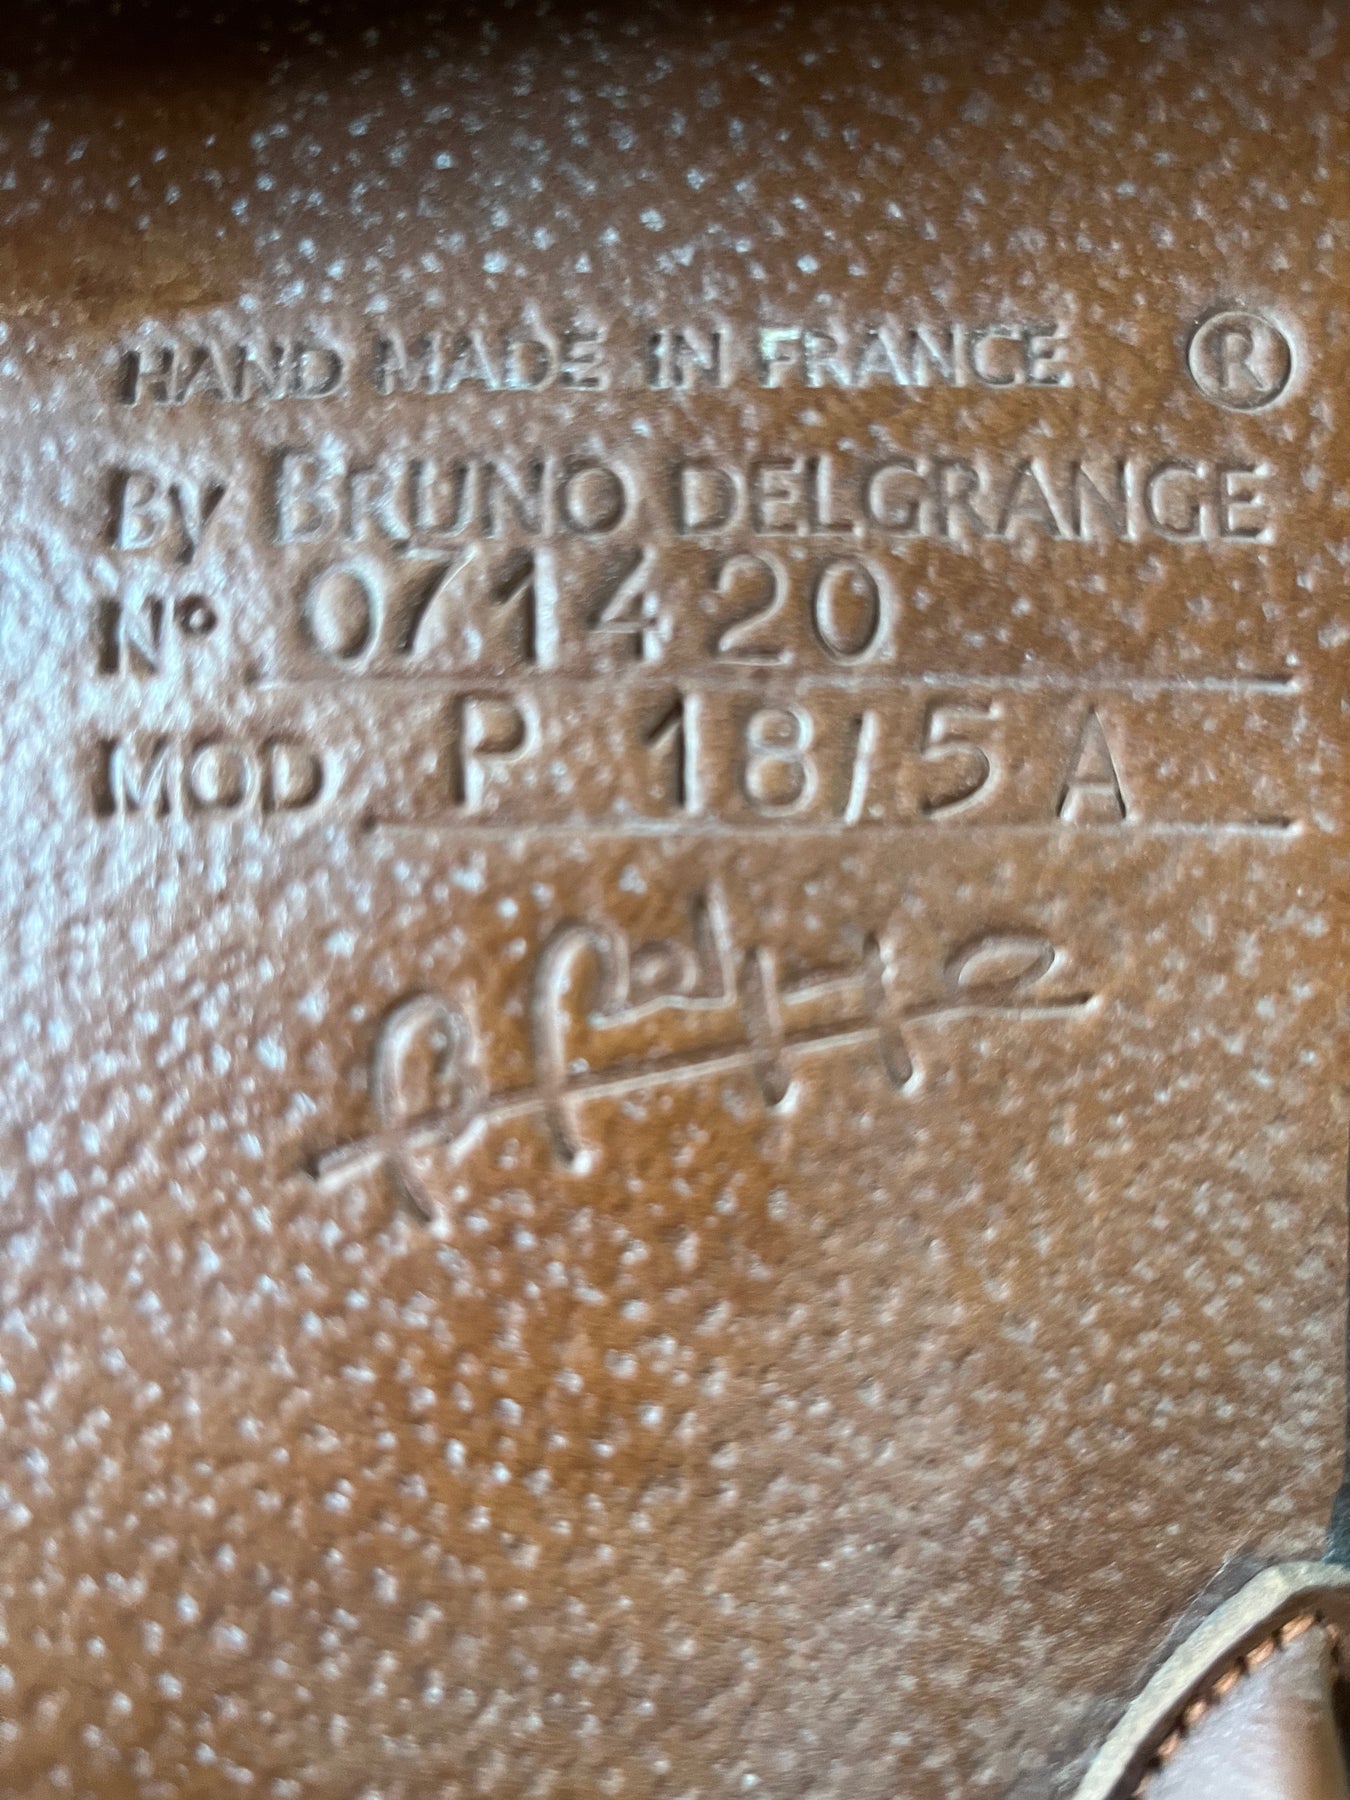 HAND MADE IN FRANCE ®
BY BRUNO DELGRANGE
N° 071420
MOD P 18/5 A